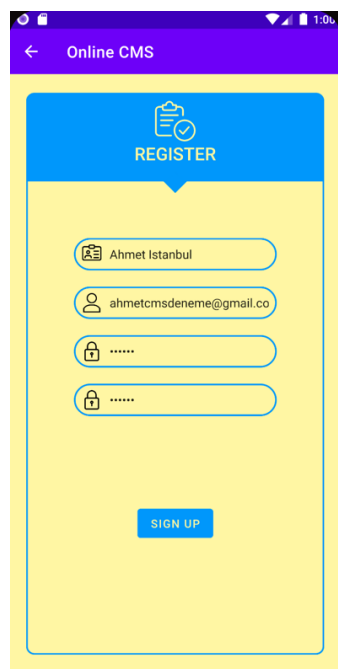 1:00
Online CMS
REGISTER
Ahmet Istanbul
ahmetcmsdeneme@gmail.co
······
······
SIGN UP